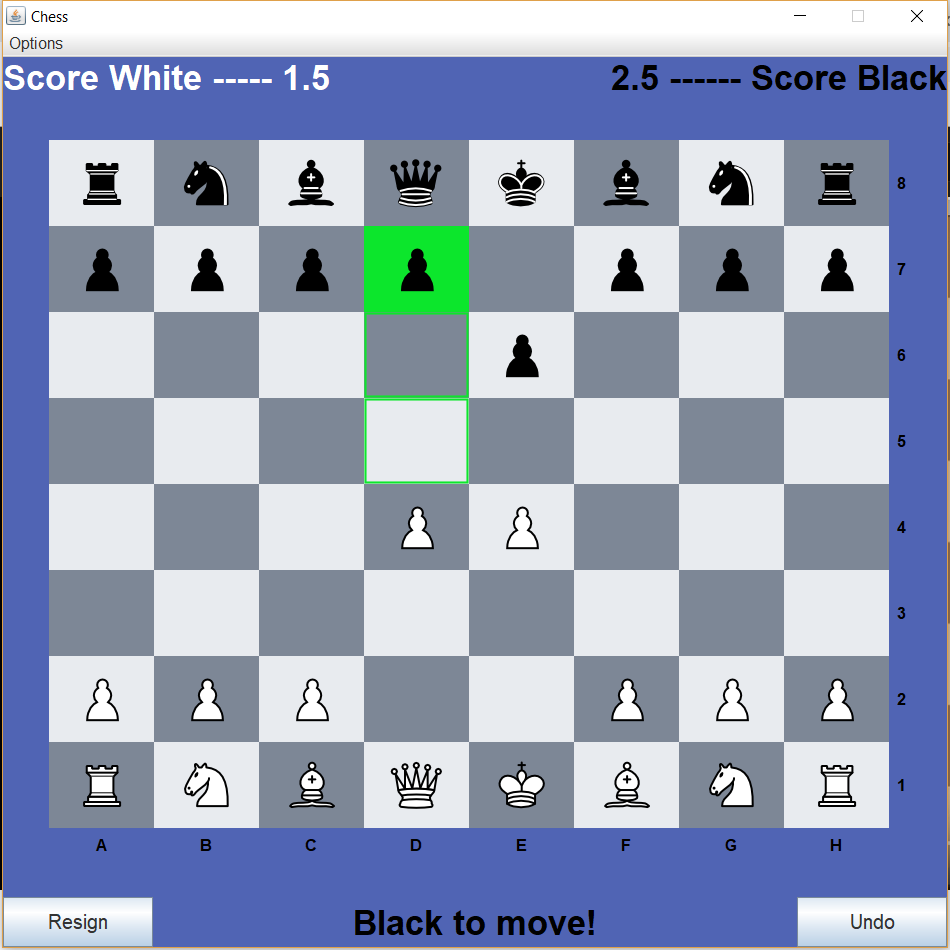 Chess
Options
Score White ----- 1.5
2.5 ------ Score Black
8
7
6
5
4
3
2
1
A B C D E F G H
Resign
Black to move!
Undo